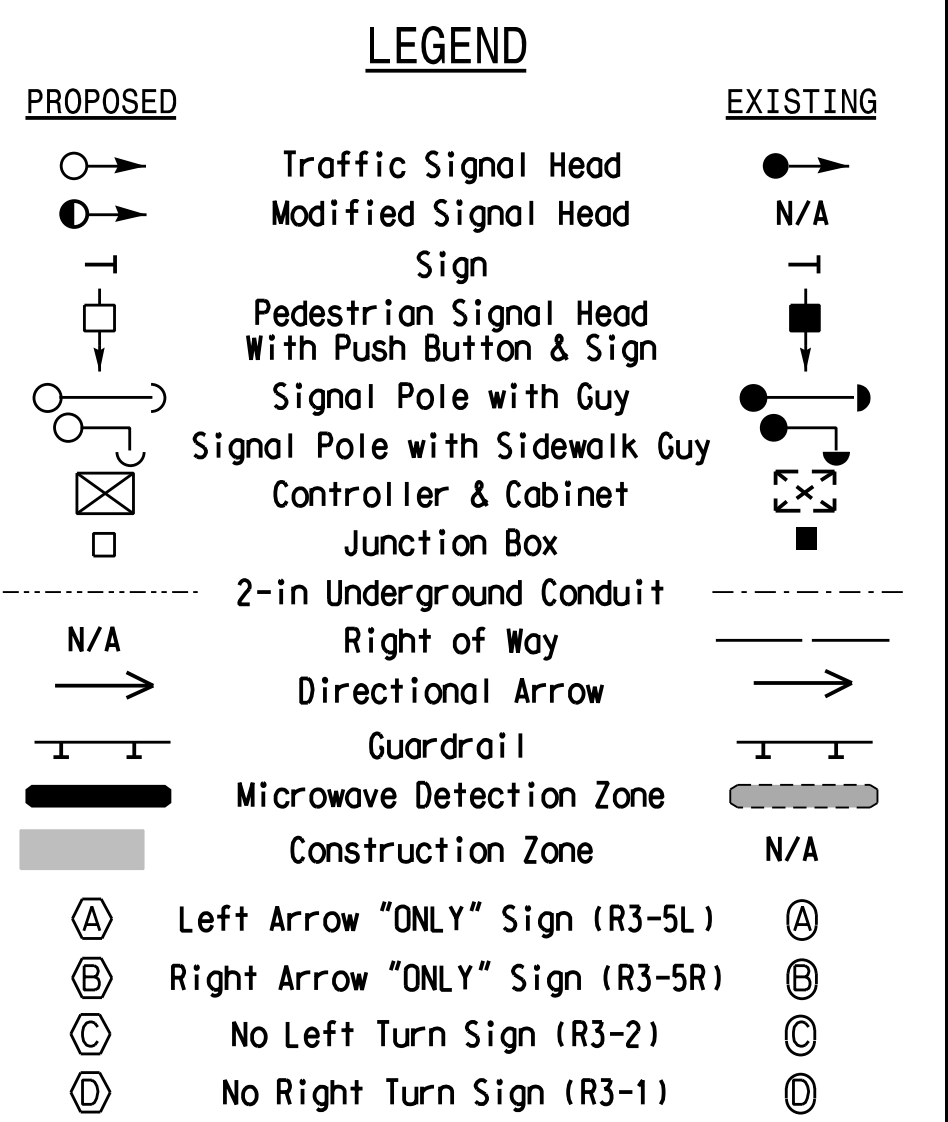 LEGEND
PROPOSED EXISTING
Traffic Signal Head
Modified Signal Head N/A
Sign
Pedestrian Signal Head
With Push Button & Sign
Signal Pole with Guy
Signal Pole with Sidewalk Guy
Controller & Cabinet
Junction Box
2-in Underground Conduit
N/A Right of Way
Directional Arrow
Guardrail
Microwave Detection Zone
Construction Zone N/A
A Left Arrow "ONLY" Sign (R3-5L) A
B Right Arrow "ONLY" Sign (R3-5R) B
C No Left Turn Sign (R3-2) C
D No Right Turn Sign (R3-1) D